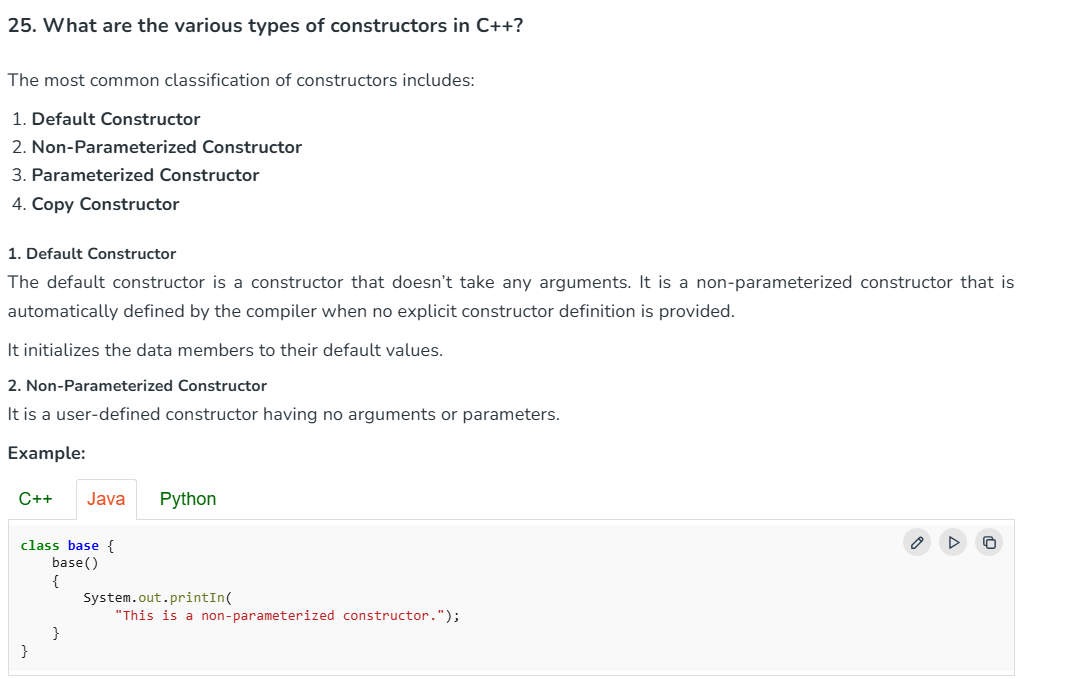 25. What are the various types of constructors in C++?
The most common classification of constructors includes:
1. Default Constructor
2. Non-Parameterized Constructor
3. Parameterized Constructor
4. Copy Constructor
1. Default Constructor
The default constructor is a constructor that doesn’t take any arguments. It is a non-parameterized constructor that is
automatically defined by the compiler when no explicit constructor definition is provided.
It initializes the data members to their default values.
2. Non-Parameterized Constructor
It is a user-defined constructor having no arguments or parameters.
Example:
C++ Java Python
class base {
    base()
    {
        System.out.printIn(
            "This is a non-parameterized constructor.");
    }
}